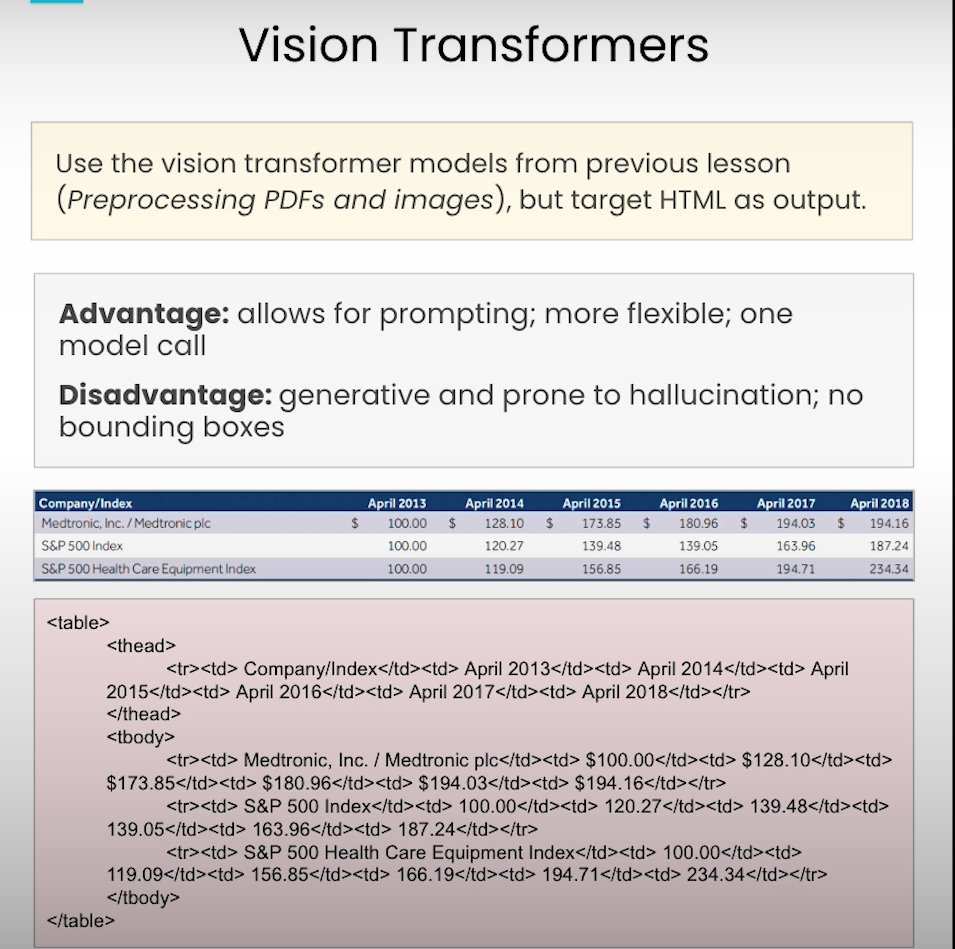 Vision Transformers
Use the vision transformer models from previous lesson
(Preprocessing PDFs and images), but target HTML as output.
Advantage: allows for prompting; more flexible; one
model call
Disadvantage: generative and prone to hallucination; no
bounding boxes
Company/Index April 2013 April 2014 April 2015 April 2016 April 2017 April 2018
Medtronic, Inc. / Medtronic plc $ 100.00 $ 128.10 $ 173.85 $ 180.96 $ 194.03 $ 194.16
S&P 500 Index 100.00 120.27 139.48 139.05 163.96 187.24
S&P 500 Health Care Equipment Index 100.00 119.09 156.85 166.19 194.71 234.34
<table>
<thead>
<tr><td> Company/Index</td><td> April 2013</td><td> April 2014</td><td> April
2015</td><td> April 2016</td><td> April 2017</td><td> April 2018</td></tr>
</thead>
<tbody>
<tr><td> Medtronic, Inc. / Medtronic plc</td><td> $100.00</td><td> $128.10</td><td>
$173.85</td><td> $180.96</td><td> $194.03</td><td> $194.16</td></tr>
<tr><td> S&P 500 Index</td><td> 100.00</td><td> 120.27</td><td> 139.48</td><td>
139.05</td><td> 163.96</td><td> 187.24</td></tr>
<tr><td> S&P 500 Health Care Equipment Index</td><td> 100.00</td><td>
119.09</td><td> 156.85</td><td> 166.19</td><td> 194.71</td><td> 234.34</td></tr>
</tbody>
</table>